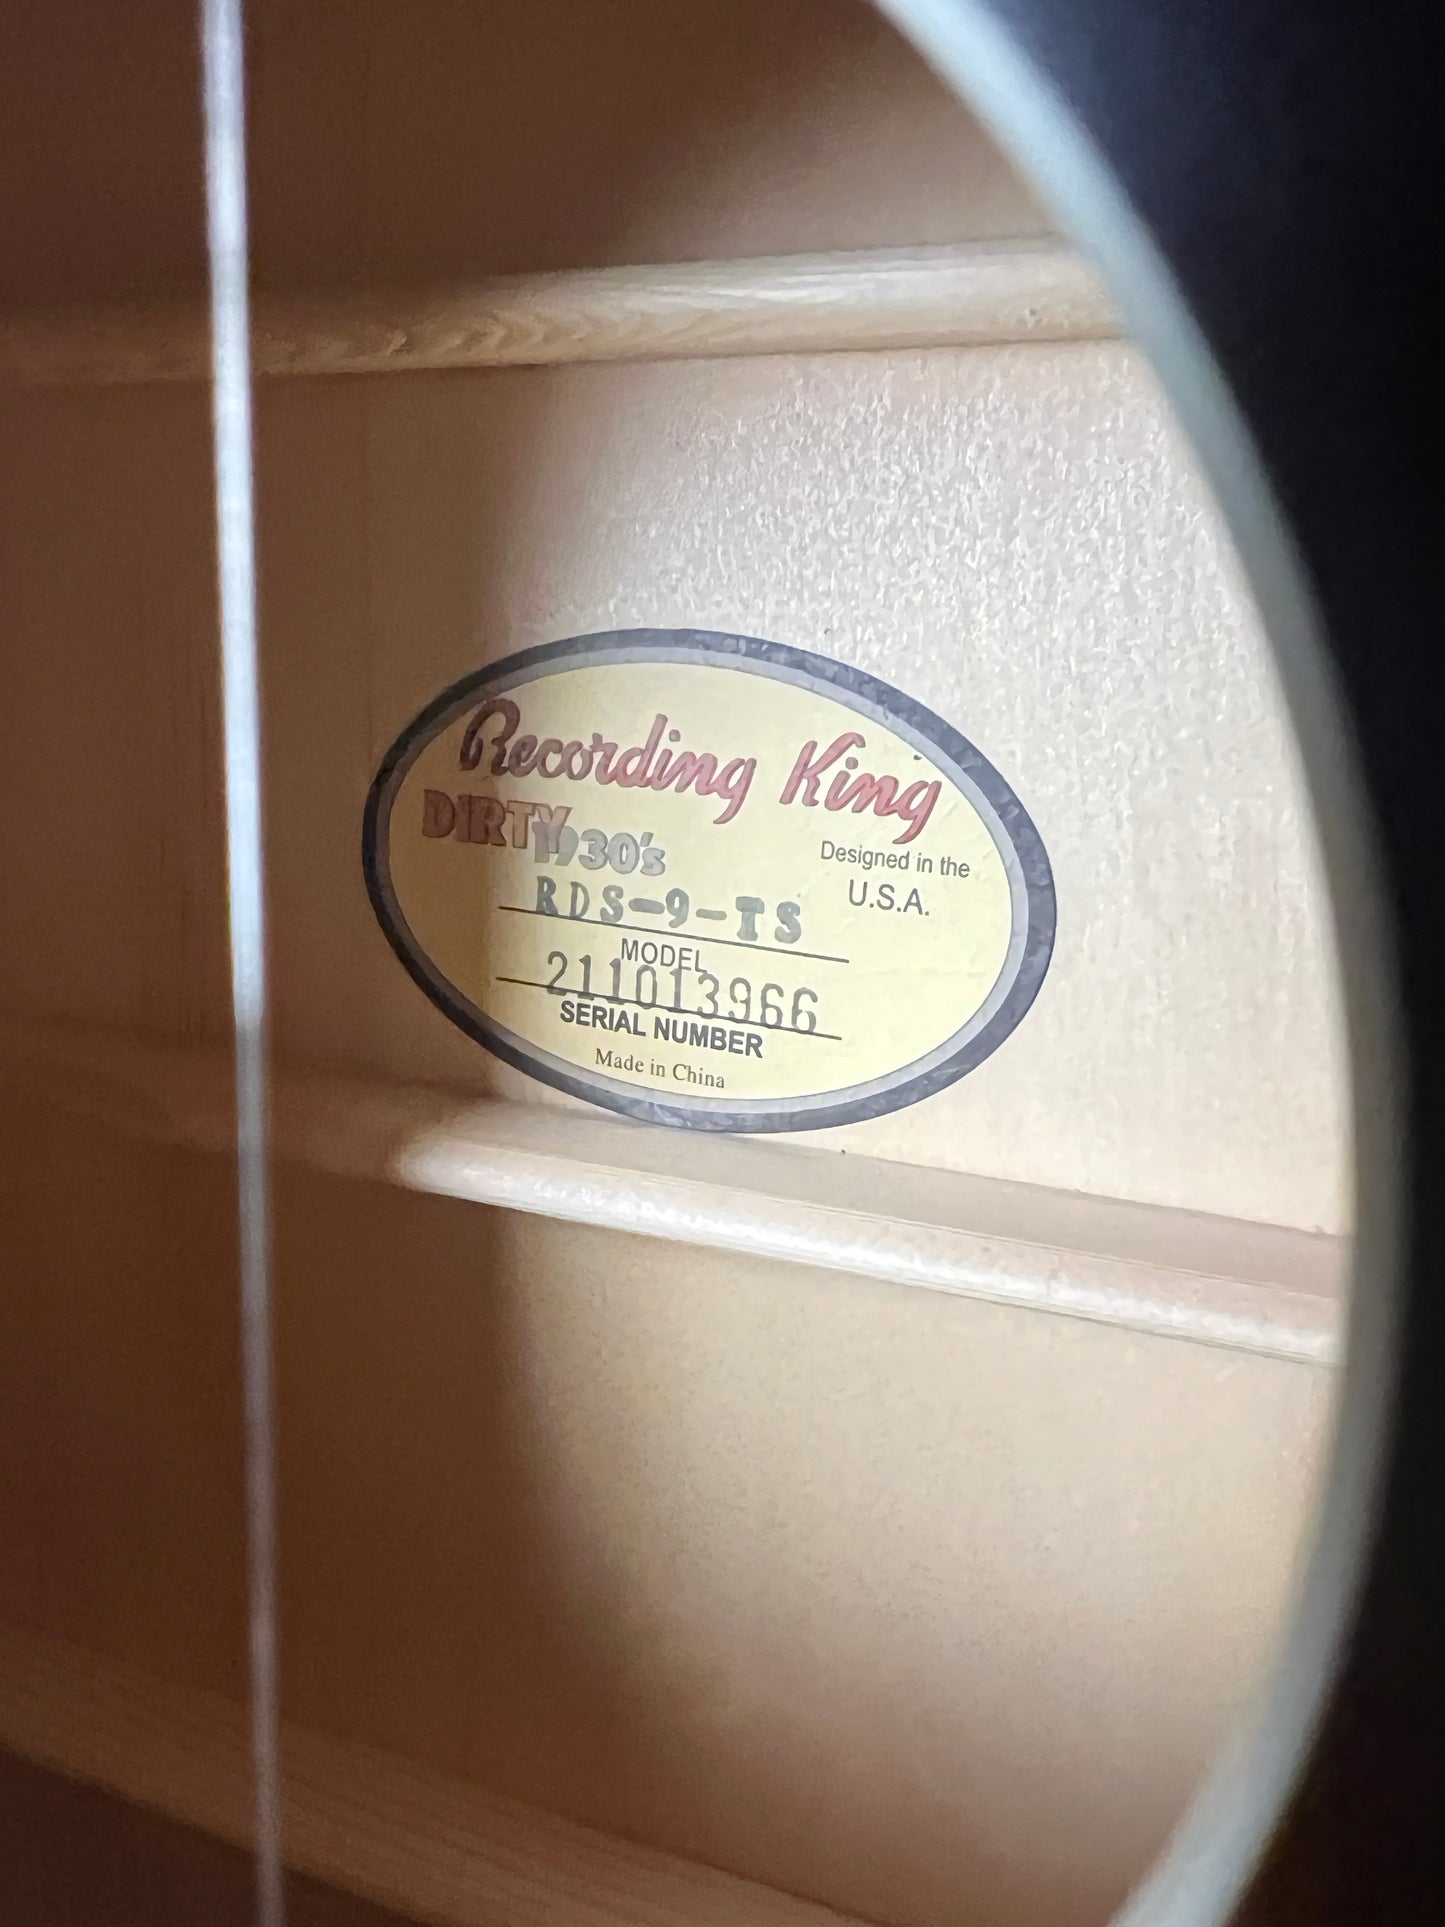 Recording King
DIRTY
1930's
Designed in the
U.S.A.
RDS-9-TS
MODEL
211013966
SERIAL NUMBER
Made in China